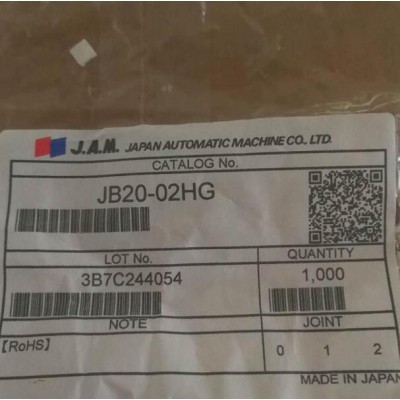 J.A.M. JAPAN AUTOMATIC MACHINE CO., LTD.
CATALOG No.
JB20-02HG
LOT No.
QUANTITY
3B7C244054
1,000
NOTE
JOINT
【RoHS】
0 1 2
MADE IN JAPAN